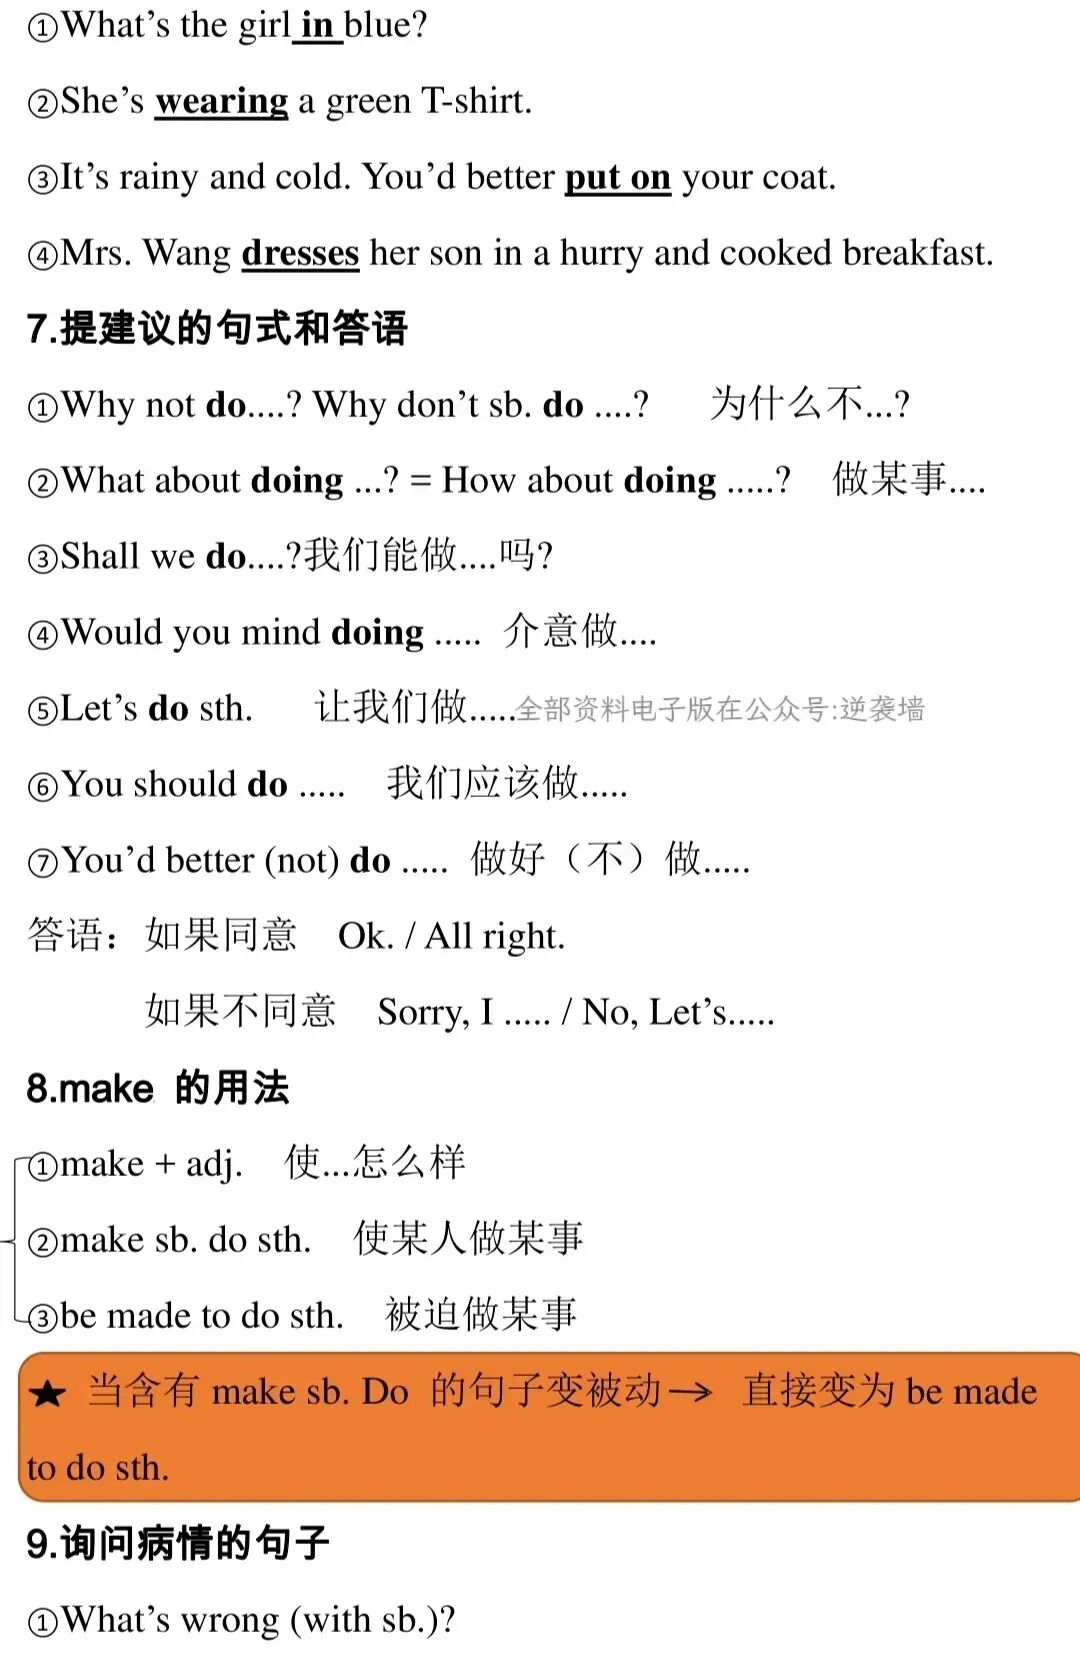 ①What’s the girl in blue?
②She’s wearing a green T-shirt.
③It’s rainy and cold. You’d better put on your coat.
④Mrs. Wang dresses her son in a hurry and cooked breakfast.
7.提建议的句式和答语
①Why not do....? Why don’t sb. do ....? 为什么不...?
②What about doing ...? = How about doing .....? 做某事....
③Shall we do....?我们能做....吗?
④Would you mind doing ..... 介意做....
⑤Let’s do sth. 让我们做.....全部资料电子版在公众号:逆袭墙
⑥You should do ..... 我们应该做.....
⑦You’d better (not) do ..... 做好（不）做.....
答语：如果同意 Ok. / All right.
如果不同意 Sorry, I ..... / No, Let’s.....
8.make 的用法
①make + adj. 使...怎么样
②make sb. do sth. 使某人做某事
③be made to do sth. 被迫做某事
★ 当含有 make sb. Do 的句子变被动→ 直接变为 be made
to do sth.
9.询问病情的句子
①What’s wrong (with sb.)?